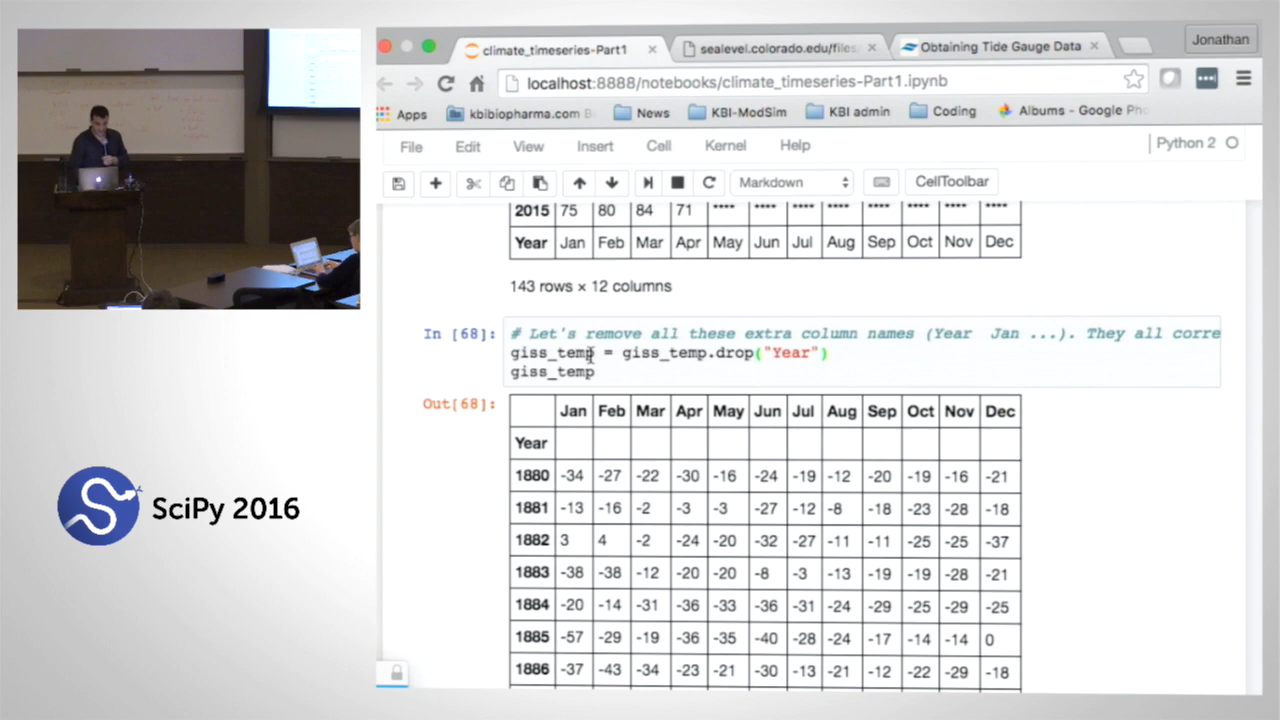 climate_timeseries-Part1
sealevel.colorado.edu/files
Obtaining Tide Gauge Data
Jonathan
localhost:8888/notebooks/climate_timeseries-Part1.ipynb
Apps kbibiopharma.com News KBI-ModSim KBI admin Coding Albums - Google
File Edit View Insert Cell Kernel Help Python 2
Markdown CellToolbar
2015 75 80 84 71 **** **** **** **** **** **** **** ****
Year Jan Feb Mar Apr May Jun Jul Aug Sep Oct Nov Dec
143 rows × 12 columns
In [68]: # Let's remove all these extra column names (Year Jan ...). They all corre
giss_temp = giss_temp.drop("Year")
giss_temp
Out[68]:
Jan Feb Mar Apr May Jun Jul Aug Sep Oct Nov Dec
Year
1880 -34 -27 -22 -30 -16 -24 -19 -12 -20 -19 -16 -21
1881 -13 -16 -2 -3 -3 -27 -12 -8 -18 -23 -28 -18
1882 3 4 -2 -24 -20 -32 -27 -11 -11 -25 -25 -37
1883 -38 -38 -12 -20 -20 -8 -3 -13 -19 -19 -28 -21
1884 -20 -14 -31 -36 -33 -36 -31 -24 -29 -25 -29 -25
1885 -57 -29 -19 -36 -35 -40 -28 -24 -17 -14 -14 0
1886 -37 -43 -34 -23 -21 -30 -13 -21 -12 -22 -29 -18
SciPy 2016